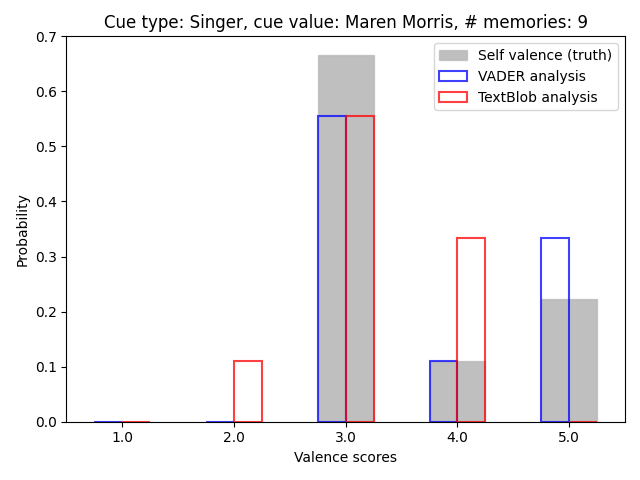 Cue type: Singer, cue value: Maren Morris, # memories: 9
Self valence (truth)
VADER analysis
TextBlob analysis
Probability
0.7
0.6
0.5
0.4
0.3
0.2
0.1
0.0
1.0 2.0 3.0 4.0 5.0
Valence scores